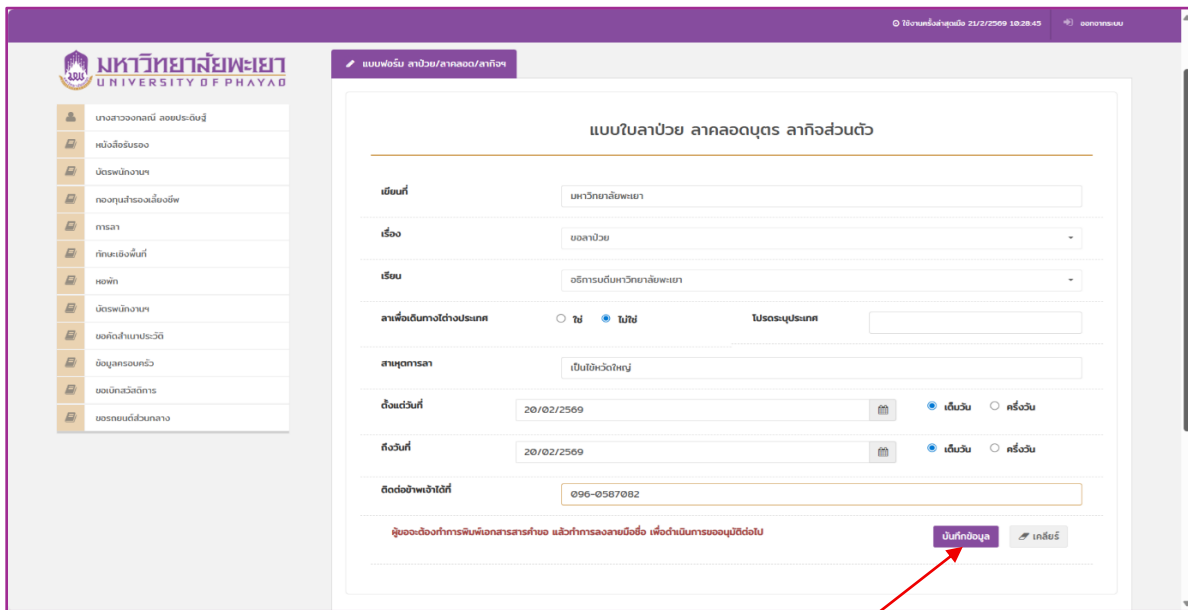 ใช้งานครั้งล่าสุดเมื่อ 21/2/2569 10:28:45 ออกจากระบบ
มหาวิทยาลัยพะเยา
UNIVERSITY OF PHAYAO
แบบฟอร์ม ลาป่วย/ลาคลอด/ลากิจฯ
นางสาวจงกลณี ลอยประดิษฐ์
หนังสือรับรอง
บัตรพนักงานฯ
กองทุนสำรองเลี้ยงชีพ
การลา
ทักษะเชิงพื้นที่
หอพัก
บัตรพนักงานฯ
ขอคัดสำเนาประวัติ
ข้อมูลครอบครัว
ขอเบิกสวัสดิการ
ขอรถยนต์ส่วนกลาง
แบบใบลาป่วย ลาคลอดบุตร ลากิจส่วนตัว
เขียนที่ มหาวิทยาลัยพะเยา
เรื่อง ขอลาป่วย
เรียน อธิการบดีมหาวิทยาลัยพะเยา
ลาเพื่อเดินทางไต่างประเทศ ใช่ ไม่ใช่ โปรดระบุประเทศ
สาเหตุการลา เป็นไข้หวัดใหญ่
ตั้งแต่วันที่ 20/02/2569 เต็มวัน ครึ่งวัน
ถึงวันที่ 20/02/2569 เต็มวัน ครึ่งวัน
ติดต่อข้าพเจ้าได้ที่ 096-0587082
ผู้ขอจะต้องทำการพิมพ์เอกสารสารคำขอ แล้วทำการลงลายมือชื่อ เพื่อดำเนินการขออนุมัติต่อไป
บันทึกข้อมูล เคลียร์